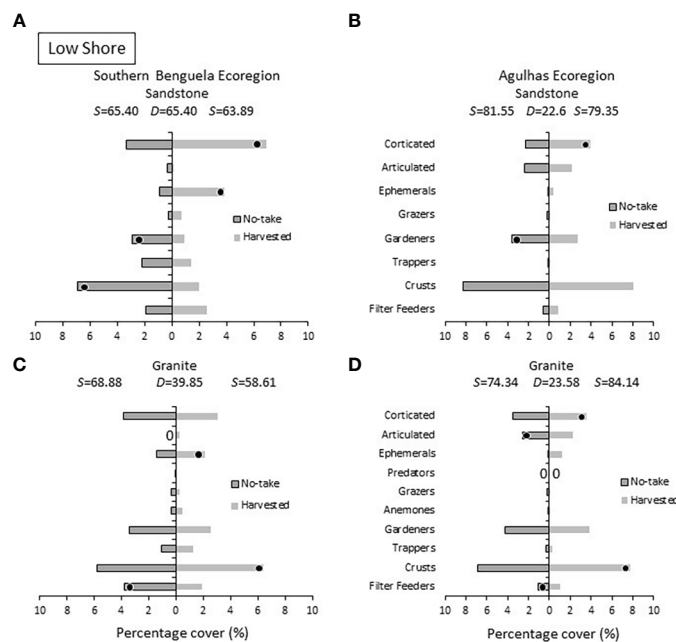 A
B
Low Shore
Southern Benguela Ecoregion
Sandstone
S=65.40 D=65.40 S=63.89
No-take
Harvested
10 8 6 4 2 0 2 4 6 8 10
Agulhas Ecoregion
Sandstone
S=81.55 D=22.6 S=79.35
Corticated
Articulated
Ephemerals
Grazers
Gardeners
Trappers
Crusts
Filter Feeders
No-take
Harvested
10 8 6 4 2 0 2 4 6 8 10
C
Granite
S=68.88 D=39.85 S=58.61
0
No-take
Harvested
10 8 6 4 2 0 2 4 6 8 10
Percentage cover (%)
D
Granite
S=74.34 D=23.58 S=84.14
Corticated
Articulated
Ephemerals
Predators
Grazers
Anemones
Gardeners
Trappers
Crusts
Filter Feeders
0 0
No-take
Harvested
10 8 6 4 2 0 2 4 6 8 10
Percentage cover (%)